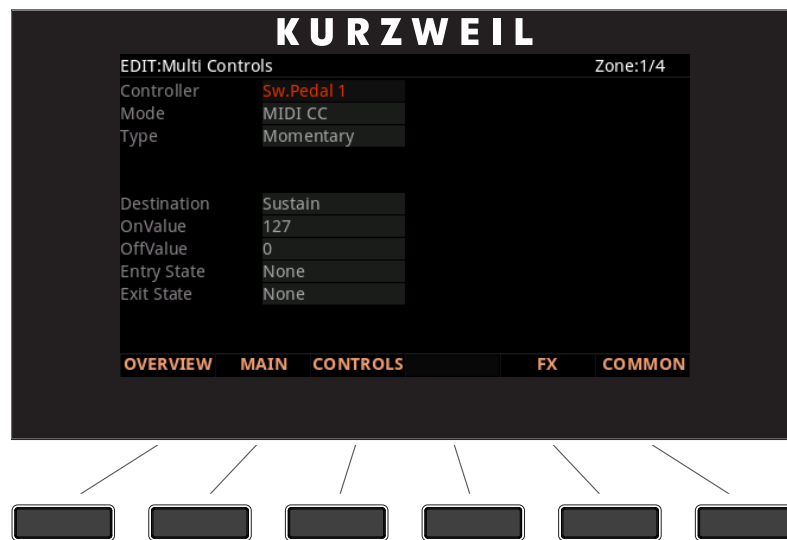 KURZWEIL
EDIT:Multi Controls Zone:1/4
Controller Sw.Pedal 1
Mode MIDI CC
Type Momentary
Destination Sustain
OnValue 127
OffValue 0
Entry State None
Exit State None
OVERVIEW MAIN CONTROLS FX COMMON